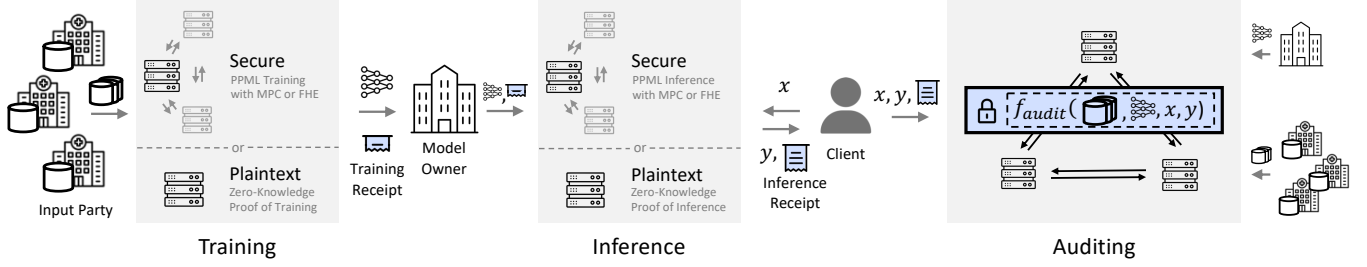 Input Party
Secure
PPML Training
with MPC or FHE
or
Plaintext
Zero-Knowledge
Proof of Training
Training
Training
Receipt
Model
Owner
,
Secure
PPML Inference
with MPC or FHE
or
Plaintext
Zero-Knowledge
Proof of Inference
Inference
x
y,
Inference
Receipt
Client
x, y,
f_audit( , , x, y)
Auditing